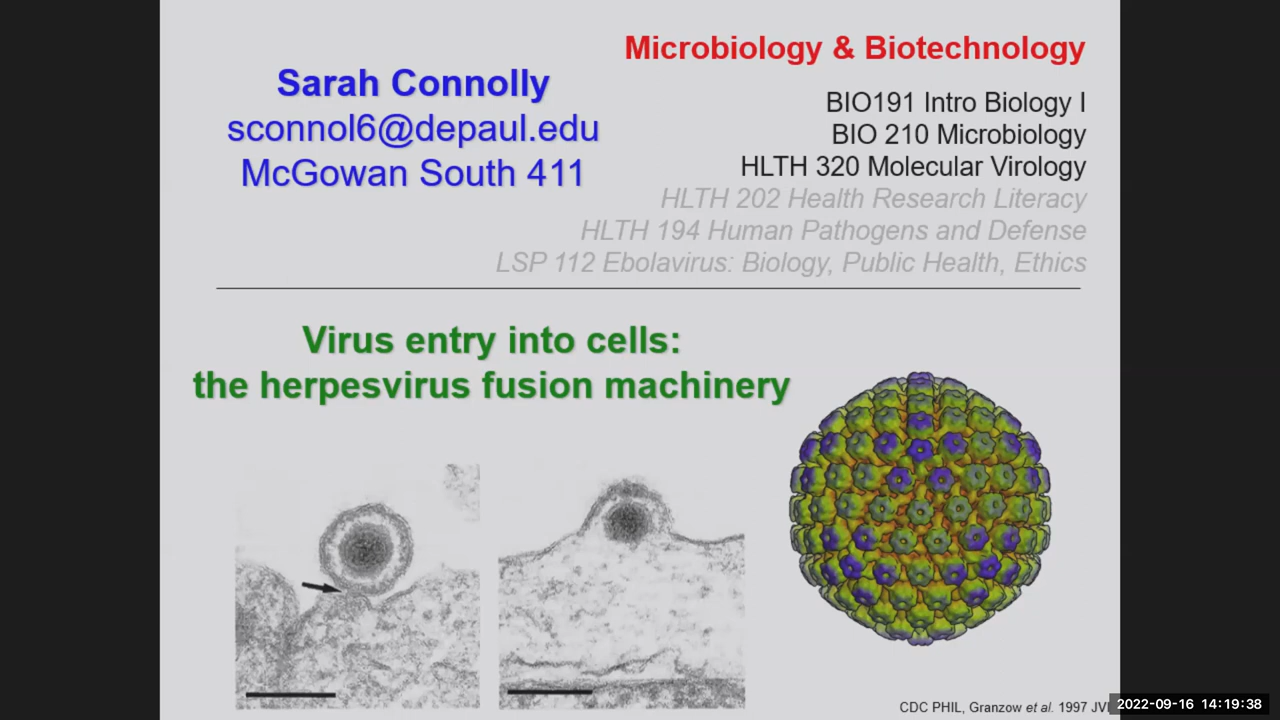 Microbiology & Biotechnology
Sarah Connolly
sconnol6@depaul.edu
McGowan South 411
BIO191 Intro Biology I
BIO 210 Microbiology
HLTH 320 Molecular Virology
HLTH 202 Health Research Literacy
HLTH 194 Human Pathogens and Defense
LSP 112 Ebolavirus: Biology, Public Health, Ethics
Virus entry into cells:
the herpesvirus fusion machinery
CDC PHIL, Granzow et al. 1997
2022-09-16 14:19:38